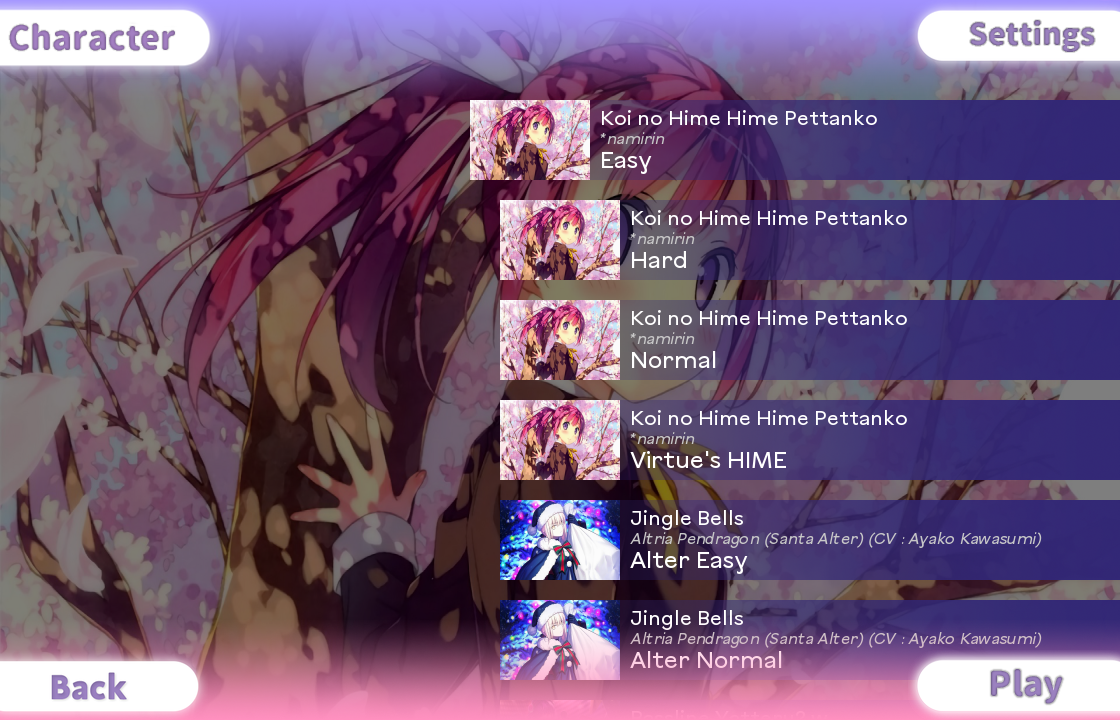 Character
Settings
Koi no Hime Hime Pettanko
*namirin
Easy
Koi no Hime Hime Pettanko
*namirin
Hard
Koi no Hime Hime Pettanko
*namirin
Normal
Koi no Hime Hime Pettanko
*namirin
Virtue's HIME
Jingle Bells
Altria Pendragon (Santa Alter) (CV : Ayako Kawasumi)
Alter Easy
Jingle Bells
Altria Pendragon (Santa Alter) (CV : Ayako Kawasumi)
Alter Normal
Back
Play